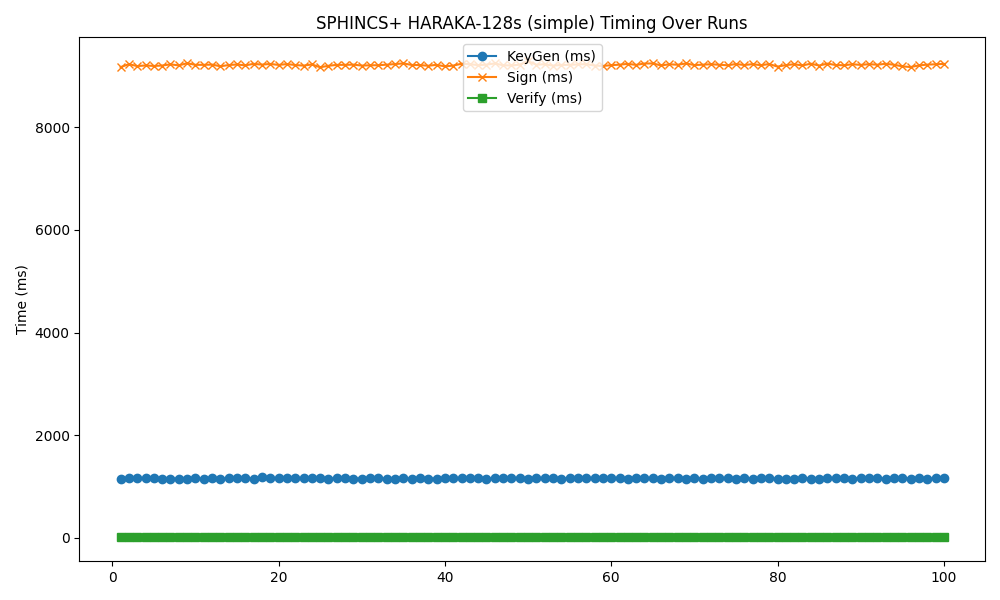 SPHINCS+ HARAKA-128s (simple) Timing Over Runs
KeyGen (ms)
Sign (ms)
Verify (ms)
Time (ms)
8000
6000
4000
2000
0
0 20 40 60 80 100